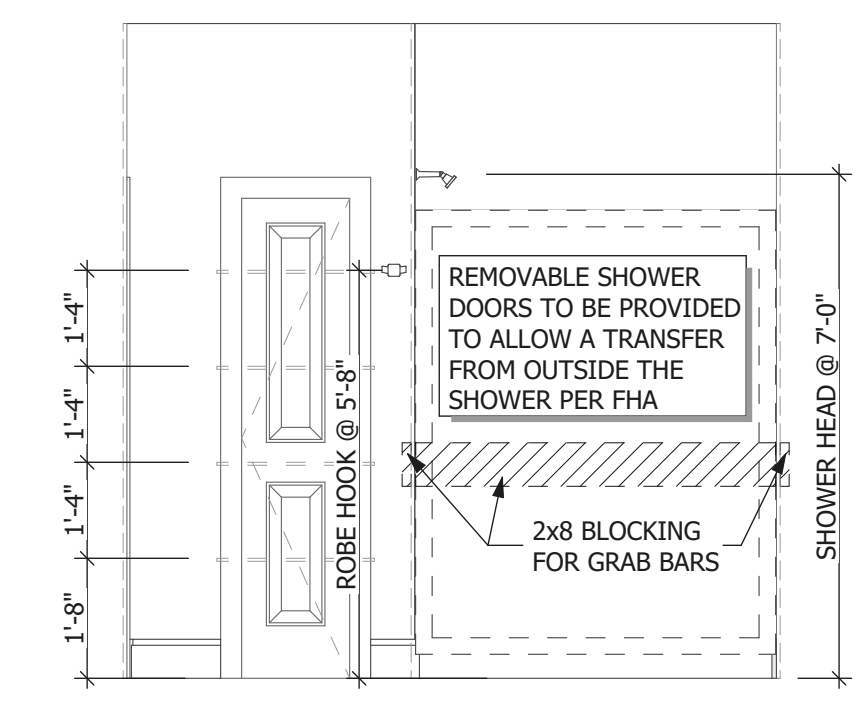 REMOVABLE SHOWER
DOORS TO BE PROVIDED
TO ALLOW A TRANSFER
FROM OUTSIDE THE
SHOWER PER FHA
1'-4"
1'-4"
1'-4"
1'-8"
ROBE HOOK @ 5'-8"
2x8 BLOCKING
FOR GRAB BARS
SHOWER HEAD @ 7'-0"